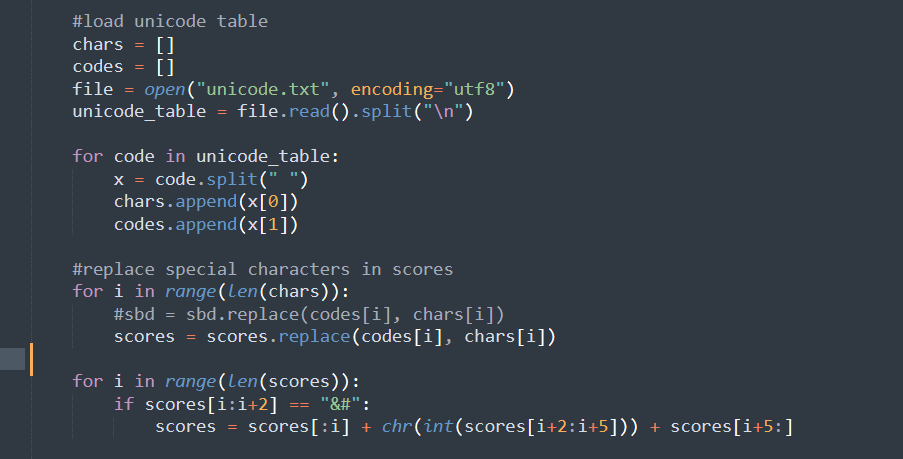 #load unicode table
chars = []
codes = []
file = open("unicode.txt", encoding="utf8")
unicode_table = file.read().split("\n")
for code in unicode_table:
x = code.split(" ")
chars.append(x[0])
codes.append(x[1])
#replace special characters in scores
for i in range(len(chars)):
#sbd = sbd.replace(codes[i], chars[i])
scores = scores.replace(codes[i], chars[i])
for i in range(len(scores)):
if scores[i:i+2] == "&#":
scores = scores[:i] + chr(int(scores[i+2:i+5])) + scores[i+5:]